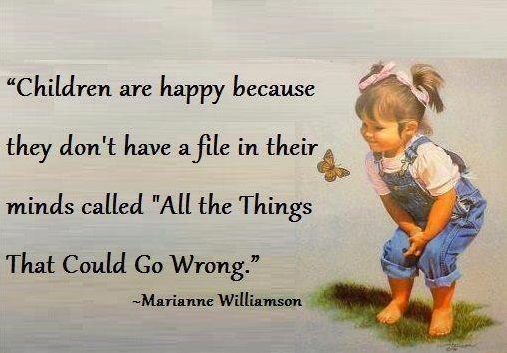 “Children are happy because
they don't have a file in their
minds called "All the Things
That Could Go Wrong.”
~Marianne Williamson